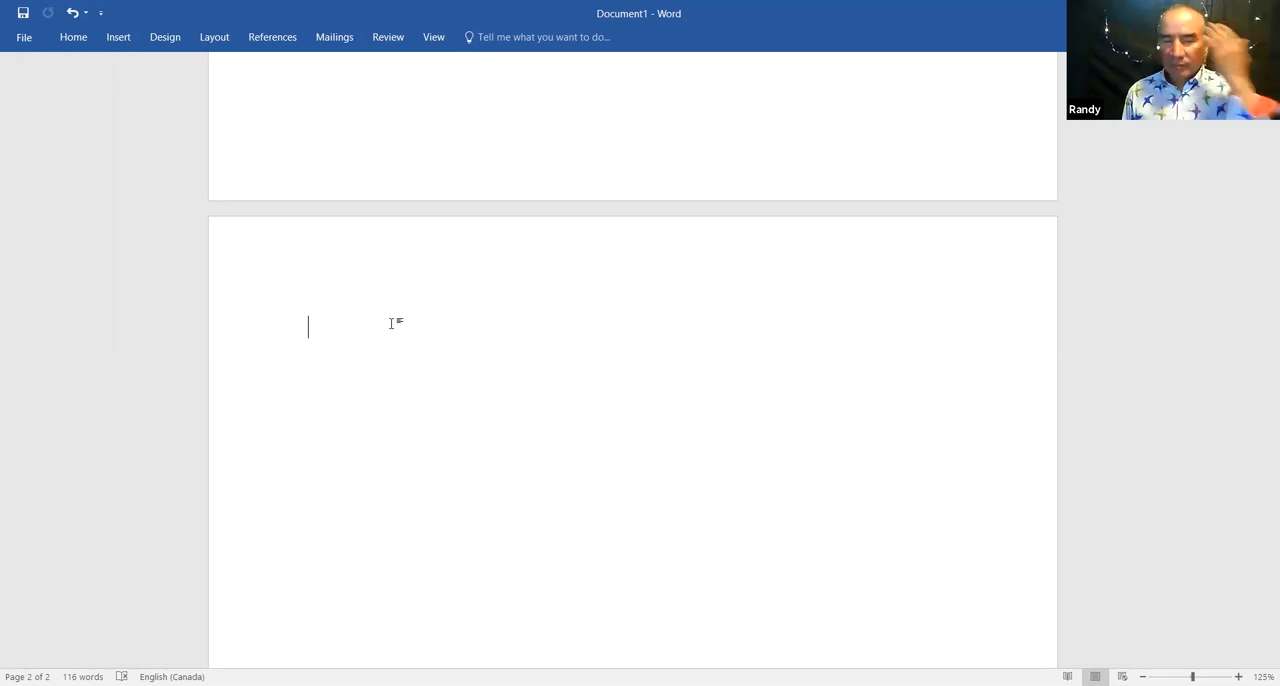 Document1 - Word
File Home Insert Design Layout References Mailings Review View Tell me what you want to do...
Randy
Page 2 of 2 116 words English (Canada) 125%